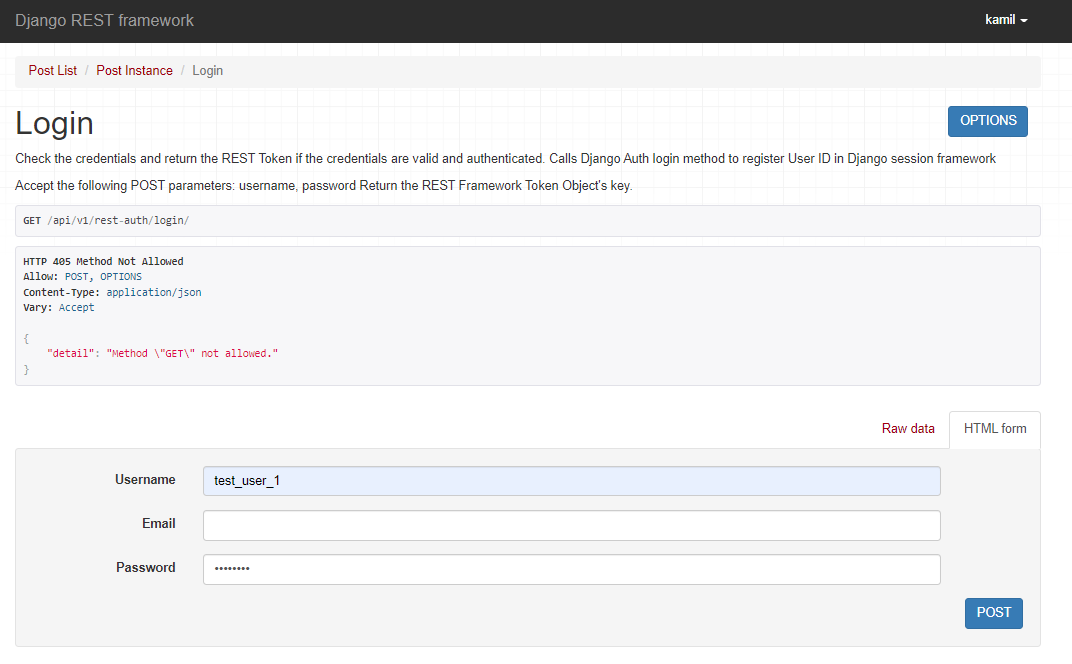 Django REST framework
kamil
Post List / Post Instance / Login
Login
OPTIONS
Check the credentials and return the REST Token if the credentials are valid and authenticated. Calls Django Auth login method to register User ID in Django session framework
Accept the following POST parameters: username, password Return the REST Framework Token Object's key.
GET /api/v1/rest-auth/login/
HTTP 405 Method Not Allowed
Allow: POST, OPTIONS
Content-Type: application/json
Vary: Accept
{
    "detail": "Method \"GET\" not allowed."
}
Raw data
HTML form
Username
test_user_1
Email
Password
••••••••
POST